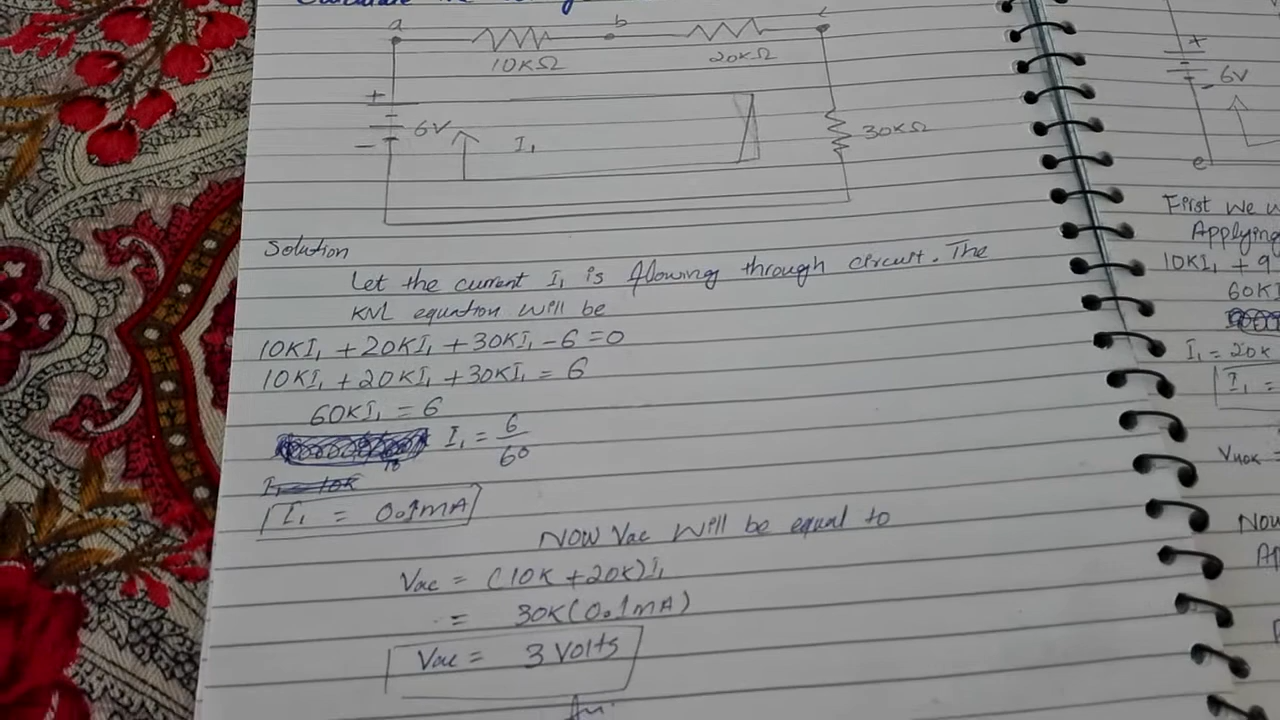 a b c
10KΩ 20KΩ
+
6V I₁ 30KΩ
-
Solution
Let the current I₁ is flowing through circuit. The
KVL equation will be
10KI₁ + 20KI₁ + 30KI₁ - 6 = 0
10KI₁ + 20KI₁ + 30KI₁ = 6
60KI₁ = 6
I₁ = 6/60
I₁ = 0.1mA
NOW Vac will be equal to
Vac = (10K + 20K)I₁
= 30K(0.1mA)
Vac = 3 Volts
Ans
+
6V
-
e
First we
Applying
10KI₁ + 9
60KI
I₁ = 20K
I₁ =
V₄₀ₖ =
NOW